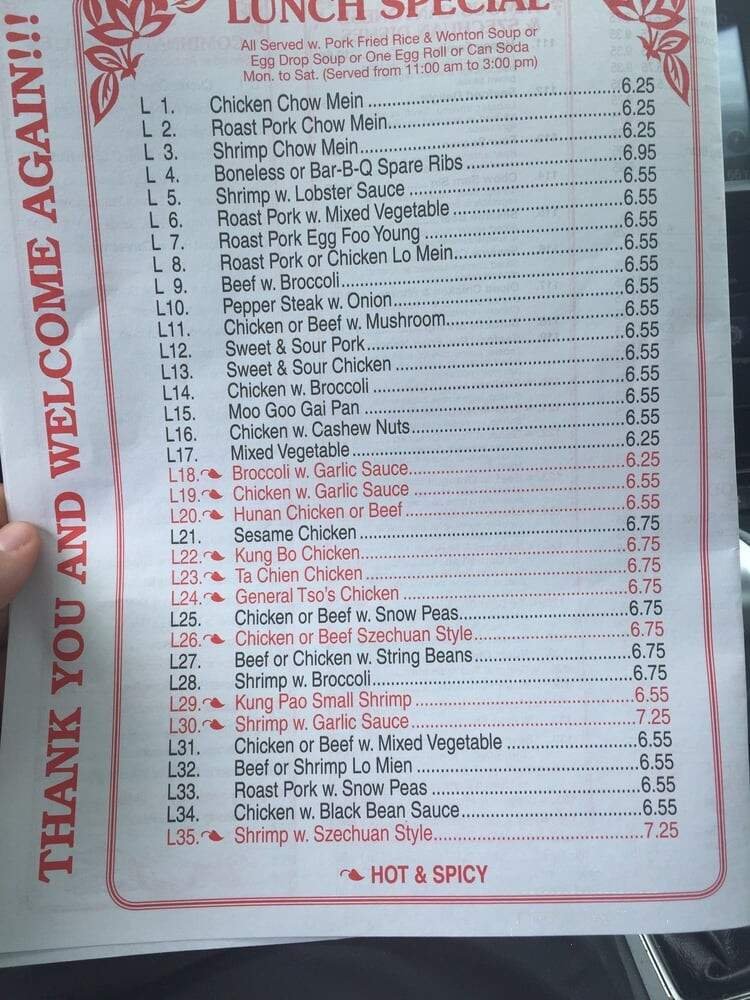 LUNCH SPECIAL
All Served w. Pork Fried Rice & Wonton Soup or
Egg Drop Soup or One Egg Roll or Can Soda
Mon. to Sat. (Served from 11:00 am to 3:00 pm)
L 1. Chicken Chow Mein 6.25
L 2. Roast Pork Chow Mein 6.25
L 3. Shrimp Chow Mein 6.25
L 4. Boneless or Bar-B-Q Spare Ribs 6.95
L 5. Shrimp w. Lobster Sauce 6.55
L 6. Roast Pork w. Mixed Vegetable 6.55
L 7. Roast Pork Egg Foo Young 6.55
L 8. Roast Pork or Chicken Lo Mein 6.55
L 9. Beef w. Broccoli 6.55
L10. Pepper Steak w. Onion 6.55
L11. Chicken or Beef w. Mushroom 6.55
L12. Sweet & Sour Pork 6.55
L13. Sweet & Sour Chicken 6.55
L14. Chicken w. Broccoli 6.55
L15. Moo Goo Gai Pan 6.55
L16. Chicken w. Cashew Nuts 6.55
L17. Mixed Vegetable 6.25
L18. Broccoli w. Garlic Sauce 6.25
L19. Chicken w. Garlic Sauce 6.55
L20. Hunan Chicken or Beef 6.55
L21. Sesame Chicken 6.75
L22. Kung Bo Chicken 6.75
L23. Ta Chien Chicken 6.75
L24. General Tso's Chicken 6.75
L25. Chicken or Beef w. Snow Peas 6.75
L26. Chicken or Beef Szechuan Style 6.75
L27. Beef or Chicken w. String Beans 6.75
L28. Shrimp w. Broccoli 6.75
L29. Kung Pao Small Shrimp 6.55
L30. Shrimp w. Garlic Sauce 7.25
L31. Chicken or Beef w. Mixed Vegetable 6.55
L32. Beef or Shrimp Lo Mien 6.55
L33. Roast Pork w. Snow Peas 6.55
L34. Chicken w. Black Bean Sauce 6.55
L35. Shrimp w. Szechuan Style 7.25
HOT & SPICY
THANK YOU AND WELCOME AGAIN!!!